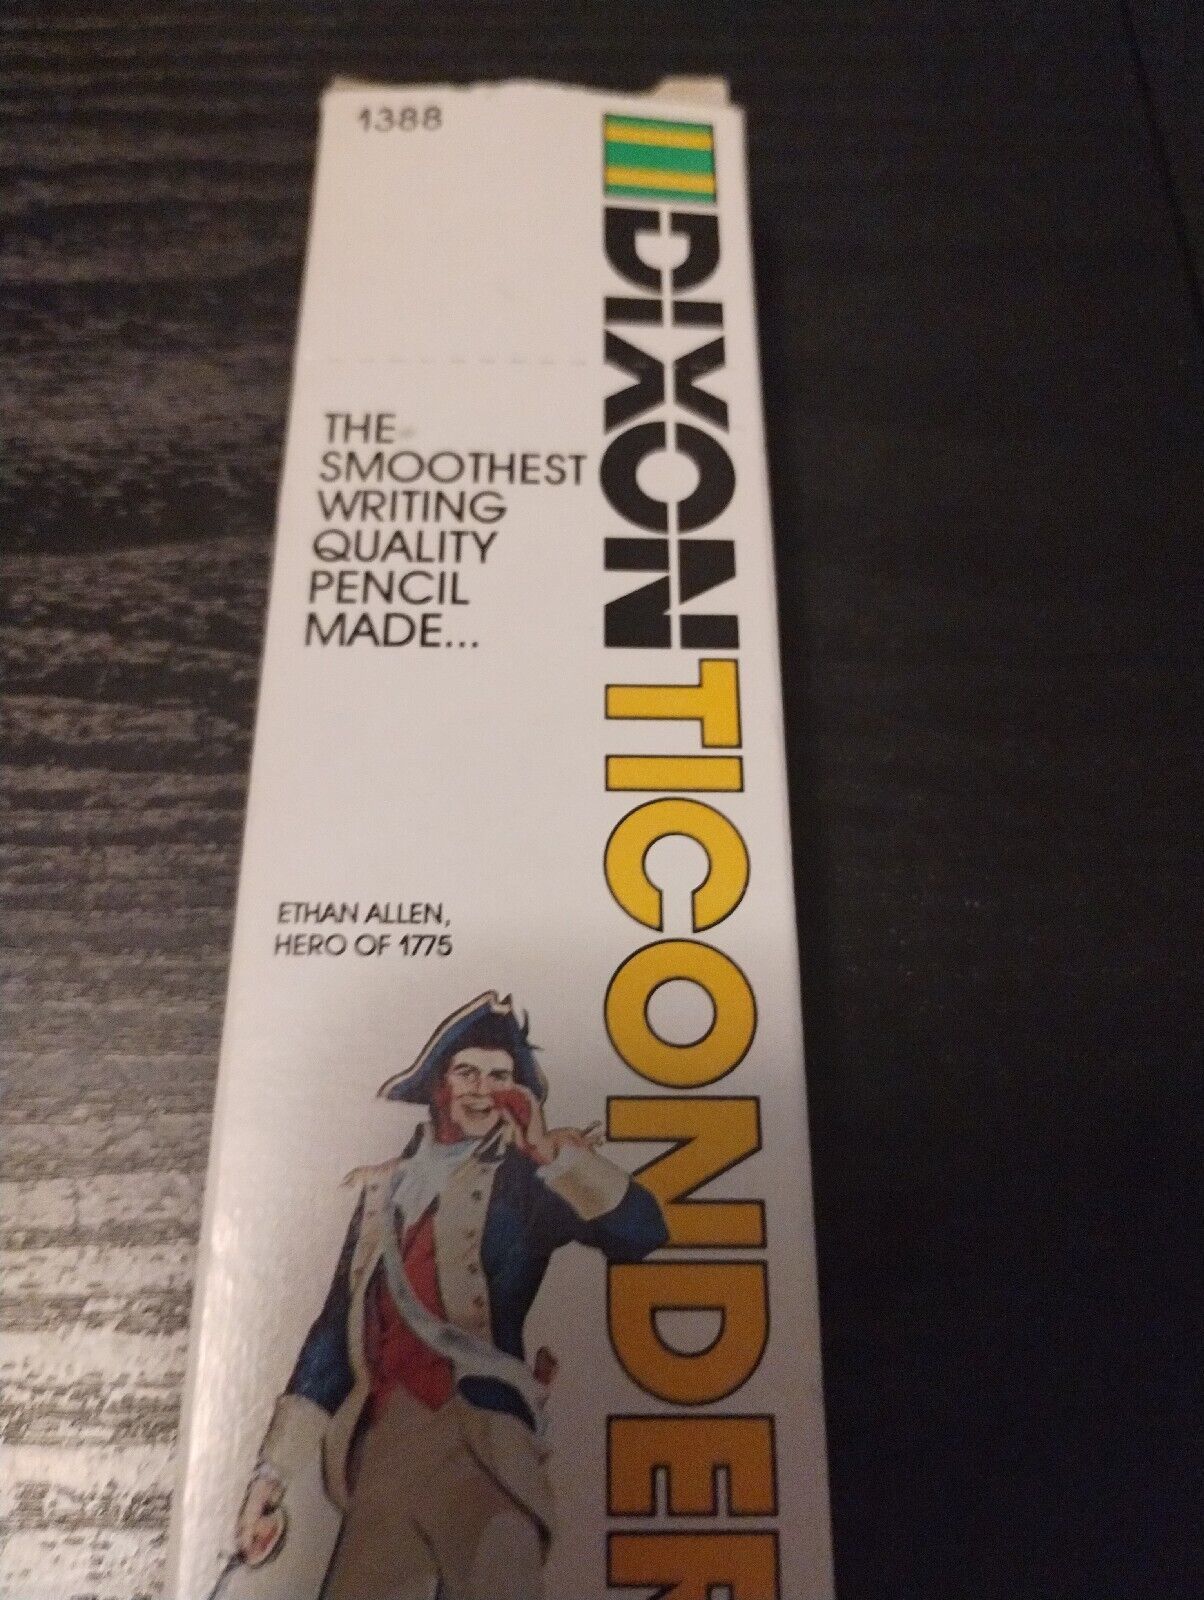 1388
DIXON TICONDER
THE
SMOOTHEST
WRITING
QUALITY
PENCIL
MADE...
ETHAN ALLEN,
HERO OF 1775